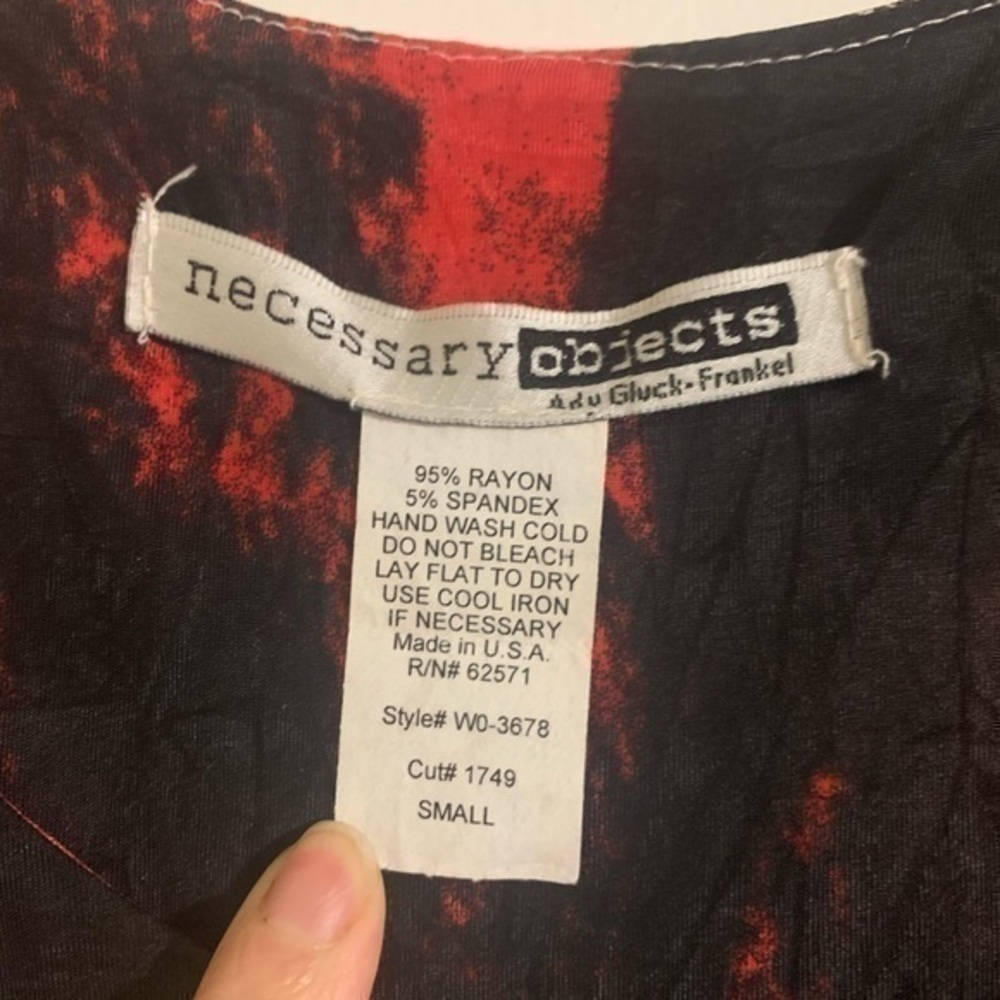 necessary objects
Ady Gluck-Frankel
95% RAYON
5% SPANDEX
HAND WASH COLD
DO NOT BLEACH
LAY FLAT TO DRY
USE COOL IRON
IF NECESSARY
Made in U.S.A.
R/N# 62571
Style# W0-3678
Cut# 1749
SMALL